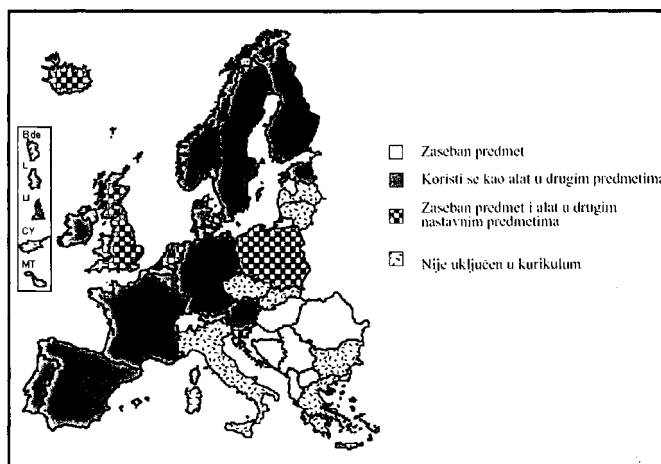 B de
L
LI
CY
MT
Zaseban predmet
Koristi se kao alat u drugim predmetima
Zaseban predmet i alat u drugim
nastavnim predmetima
Nije uključen u kurikulum